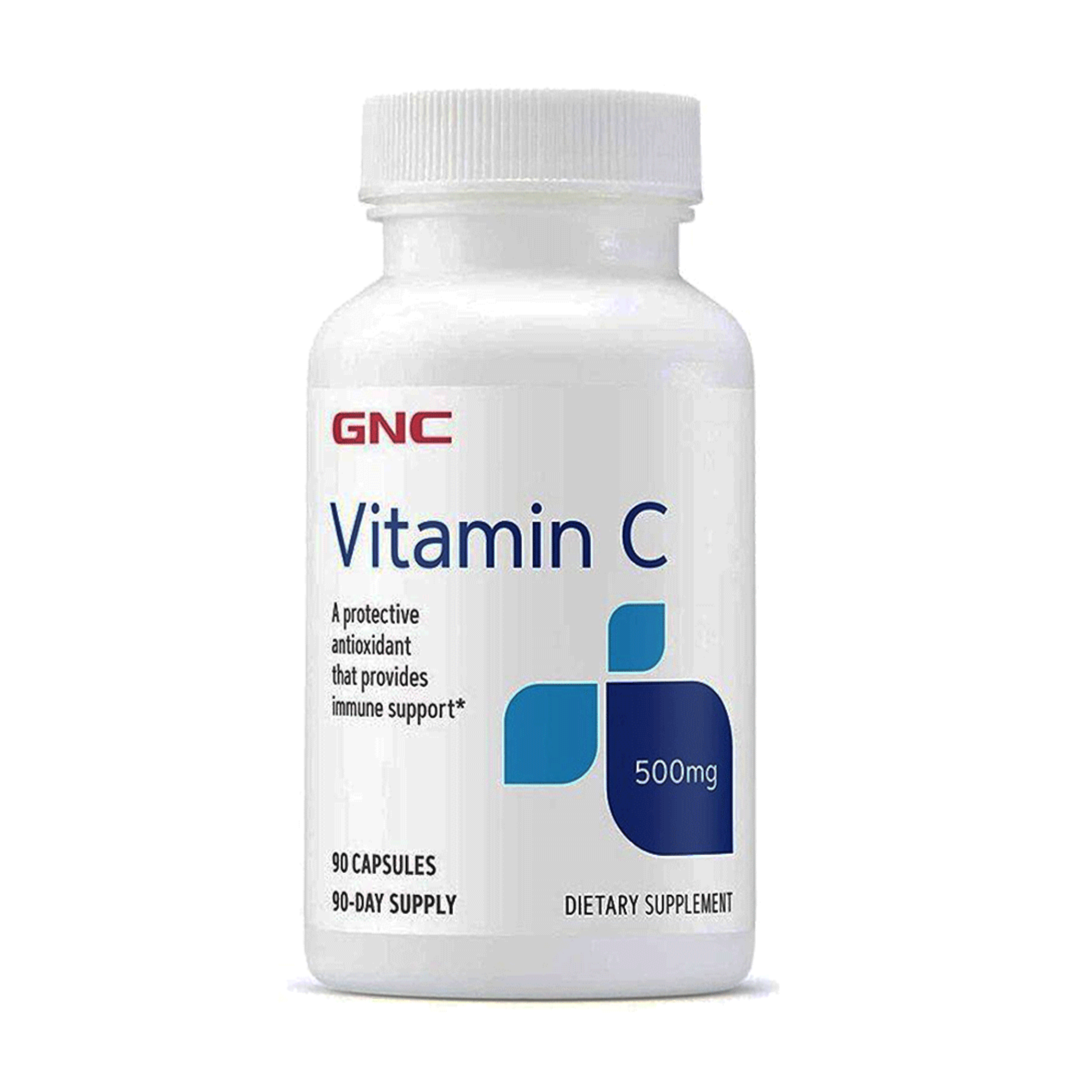 GNC
Vitamin C
A protective
antioxidant
that provides
immune support*
500mg
90 CAPSULES
90-DAY SUPPLY
DIETARY SUPPLEMENT